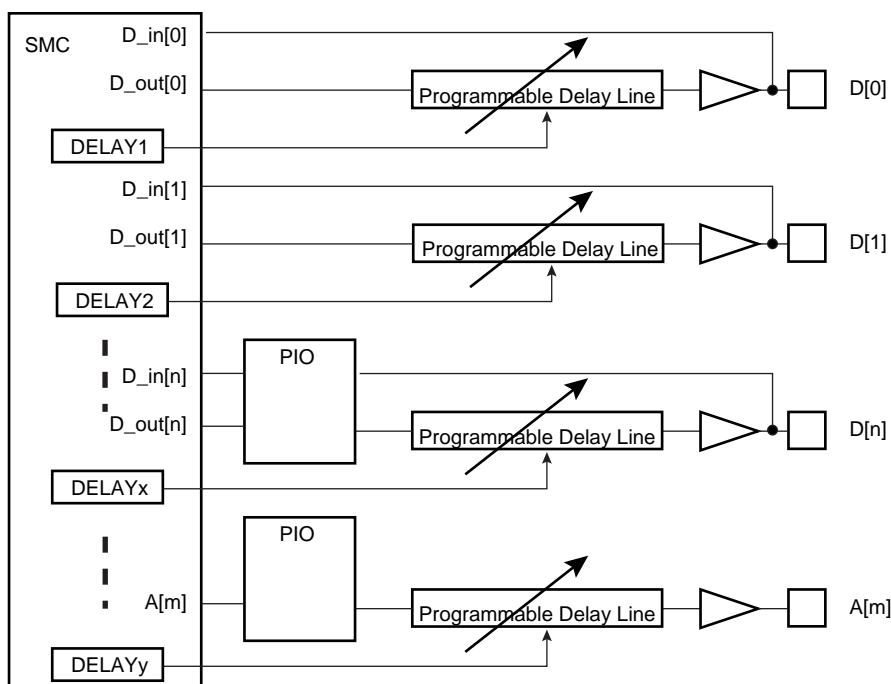 SMC
D_in[0]
D_out[0]
Programmable Delay Line
D[0]
DELAY1
D_in[1]
D_out[1]
Programmable Delay Line
D[1]
DELAY2
PIO
D_in[n]
D_out[n]
Programmable Delay Line
D[n]
DELAYx
PIO
A[m]
Programmable Delay Line
A[m]
DELAYy